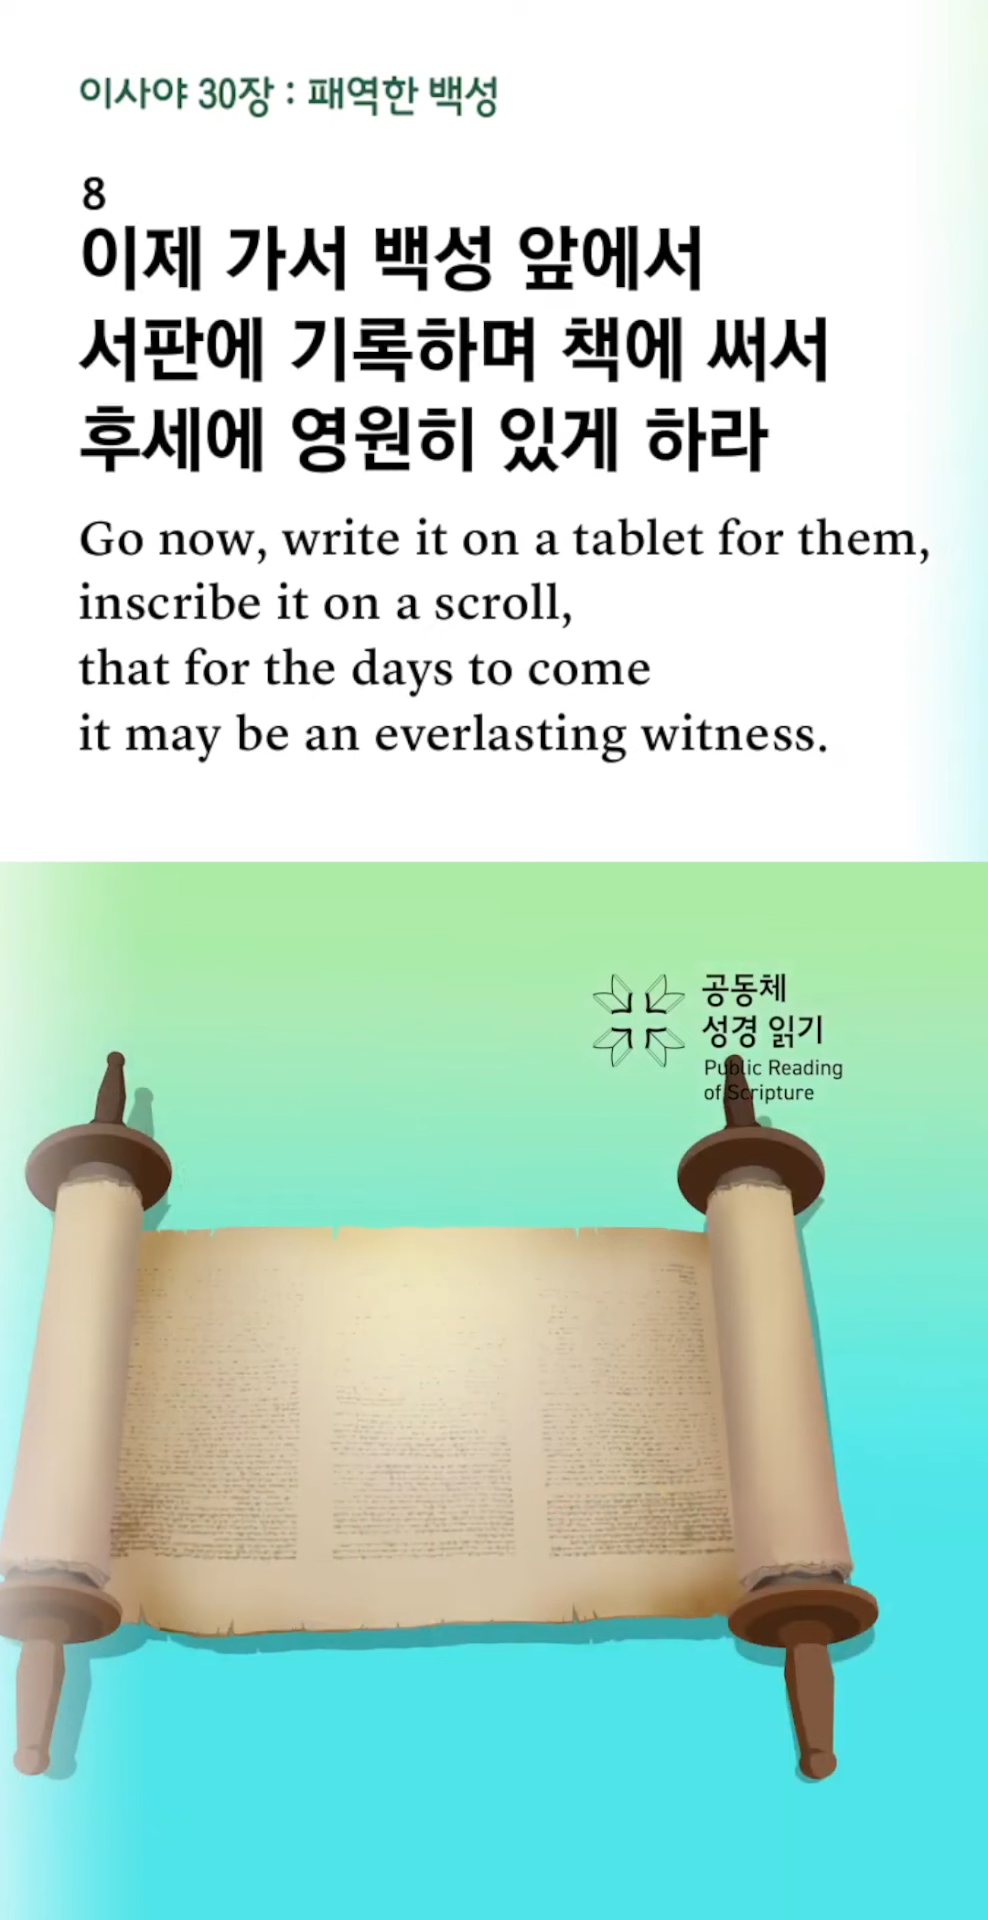 이사야 30장 : 패역한 백성
8
이제 가서 백성 앞에서
서판에 기록하며 책에 써서
후세에 영원히 있게 하라
Go now, write it on a tablet for them,
inscribe it on a scroll,
that for the days to come
it may be an everlasting witness.
공동체
성경 읽기
Public Reading
of Scripture